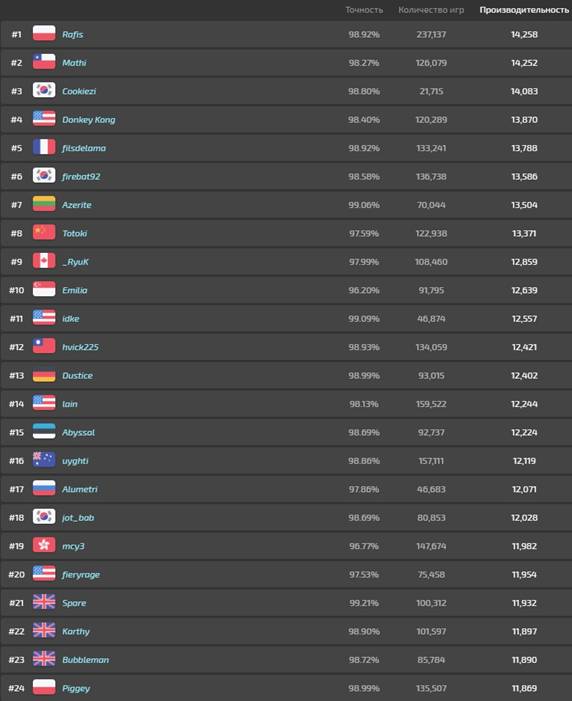 Точность Количество игр Производительность
#1 Rafis 98.92% 237,137 14,258
#2 Mathi 98.27% 126,079 14,252
#3 Cookiezi 98.80% 21,715 14,083
#4 Donkey Kong 98.40% 120,289 13,870
#5 filsdelama 98.92% 133,241 13,788
#6 firebat92 98.58% 136,738 13,586
#7 Azerite 99.06% 70,044 13,504
#8 Totoki 97.59% 122,938 13,371
#9 _RyuK 97.99% 108,460 12,859
#10 Emilia 96.20% 91,795 12,639
#11 idke 99.09% 46,874 12,557
#12 hvick225 98.93% 134,059 12,421
#13 Dustice 98.99% 93,015 12,402
#14 lain 98.13% 159,522 12,244
#15 Abyssal 98.69% 92,737 12,224
#16 uyghti 98.86% 157,111 12,119
#17 Alumetri 97.86% 46,683 12,071
#18 jot_bab 98.69% 80,853 12,028
#19 mcy3 96.77% 147,674 11,982
#20 fieryrage 97.53% 75,458 11,954
#21 Spare 99.21% 100,312 11,932
#22 Karthy 98.90% 101,597 11,897
#23 Bubbleman 98.72% 85,784 11,890
#24 Piggey 98.99% 135,507 11,869